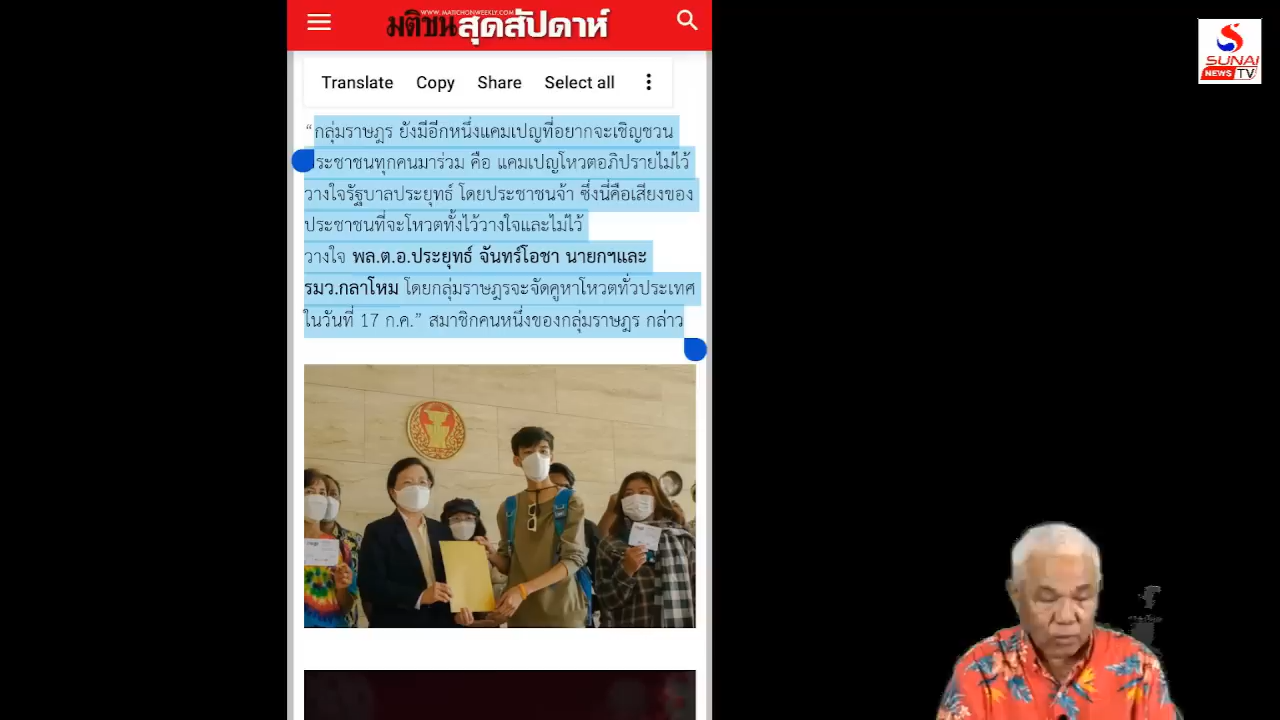 WWW.MATICHONWEEKLY.COM
มติชนสุดสัปดาห์
SUNAI
NEWS TV
Translate Copy Share Select all
“กลุ่มราษฎร ยังมีอีกหนึ่งแคมเปญที่อยากจะเชิญชวน
ประชาชนทุกคนมาร่วม คือ แคมเปญโหวตอภิปรายไม่ไว้
วางใจรัฐบาลประยุทธ์ โดยประชาชนจ้า ซึ่งนี่คือเสียงของ
ประชาชนที่จะโหวตทั้งไว้วางใจและไม่ไว้
วางใจ พล.ต.อ.ประยุทธ์ จันทร์โอชา นายกฯและ
รมว.กลาโหม โดยกลุ่มราษฎรจะจัดคูหาโหวตทั่วประเทศ
ในวันที่ 17 ก.ค.” สมาชิกคนหนึ่งของกลุ่มราษฎร กล่าว